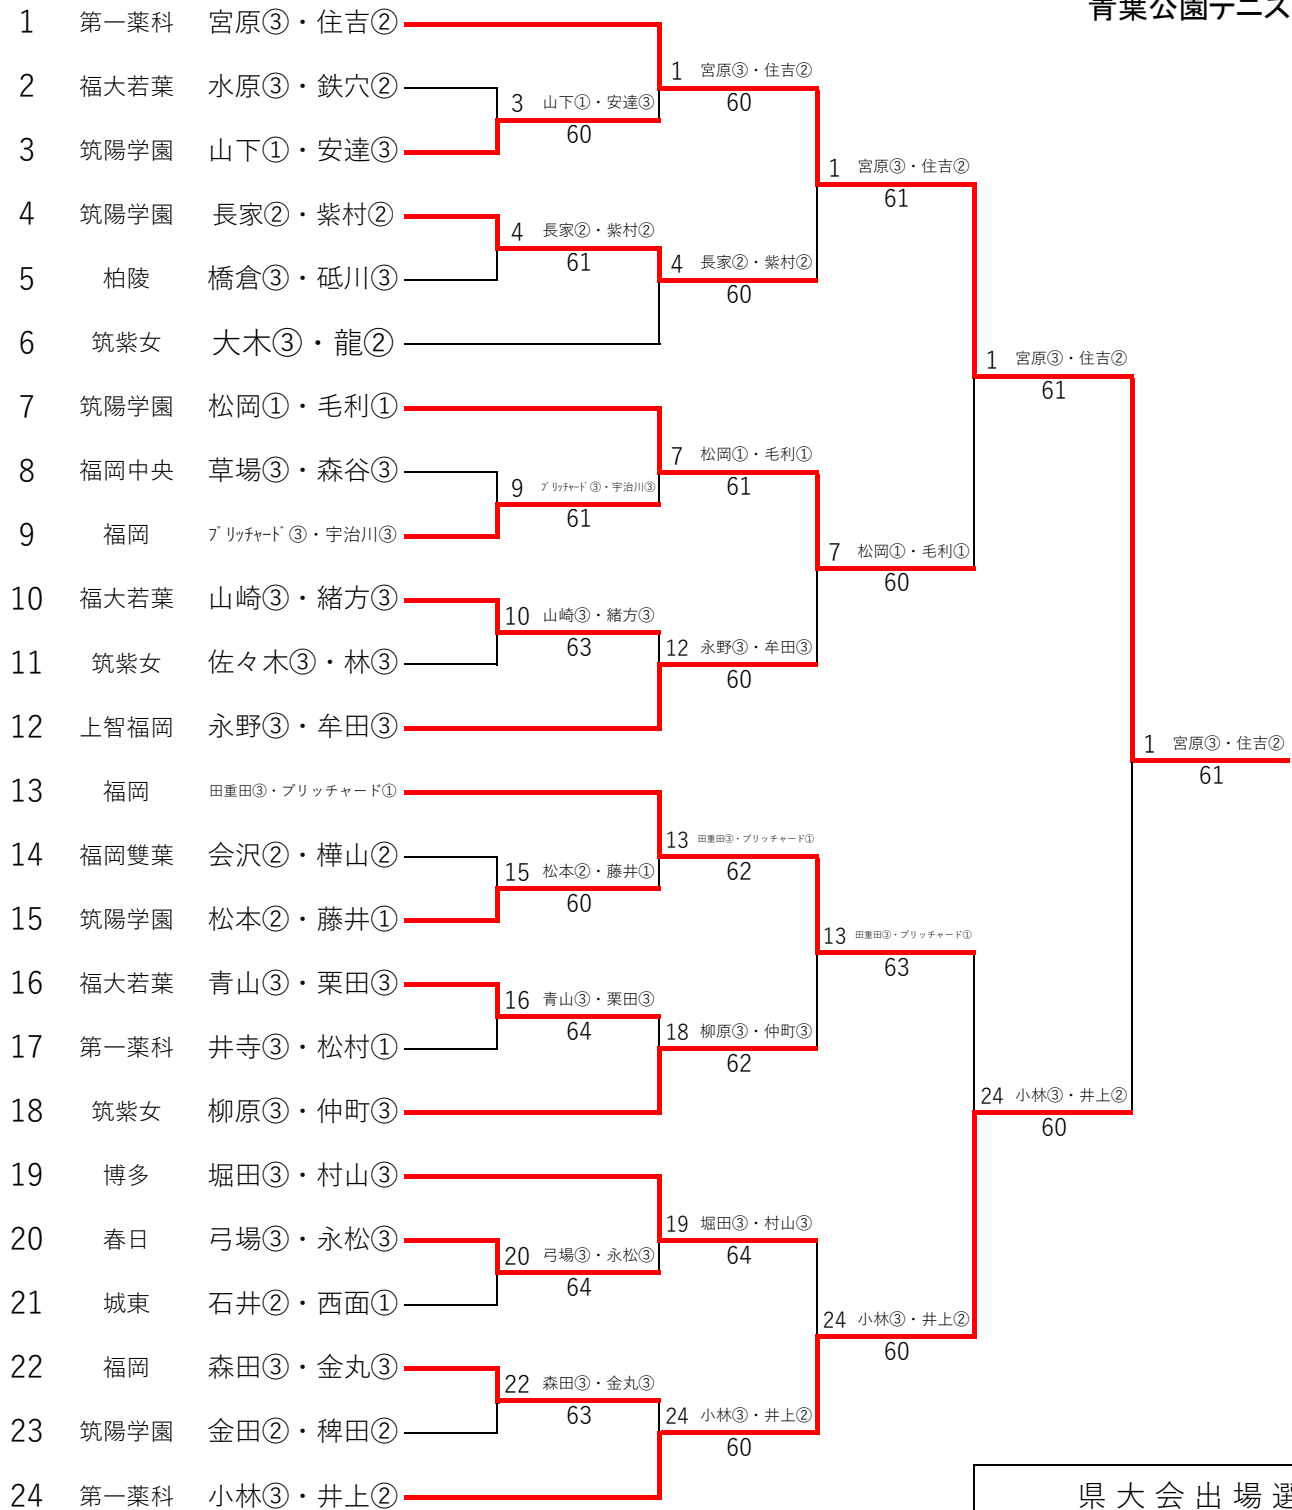 青葉公園テニス
1 第一薬科 宮原③・住吉②
2 福大若葉 水原③・鉄穴②
3 筑陽学園 山下①・安達③
4 筑陽学園 長家②・紫村②
5 柏陵 橋倉③・砥川③
6 筑紫女 大木③・龍②
7 筑陽学園 松岡①・毛利①
8 福岡中央 草場③・森谷③
9 福岡 プリッチャード③・宇治川③
10 福大若葉 山崎③・緒方③
11 筑紫女 佐々木③・林③
12 上智福岡 永野③・牟田③
13 福岡 田重田③・プリッチャード①
14 福岡雙葉 会沢②・樺山②
15 筑陽学園 松本②・藤井①
16 福大若葉 青山③・栗田③
17 第一薬科 井寺③・松村①
18 筑紫女 柳原③・仲町③
19 博多 堀田③・村山③
20 春日 弓場③・永松③
21 城東 石井②・西面①
22 福岡 森田③・金丸③
23 筑陽学園 金田②・稗田②
24 第一薬科 小林③・井上②
3 山下①・安達③
60
4 長家②・紫村②
61
9 プリッチャード③・宇治川③
61
10 山崎③・緒方③
63
15 松本②・藤井①
60
16 青山③・栗田③
64
20 弓場③・永松③
64
22 森田③・金丸③
63
1 宮原③・住吉②
60
4 長家②・紫村②
60
7 松岡①・毛利①
61
12 永野③・牟田③
60
13 田重田③・プリッチャード①
62
18 柳原③・仲町③
62
19 堀田③・村山③
64
24 小林③・井上②
60
1 宮原③・住吉②
61
7 松岡①・毛利①
60
13 田重田③・プリッチャード①
63
24 小林③・井上②
60
1 宮原③・住吉②
61
24 小林③・井上②
60
1 宮原③・住吉②
61
県大会出場選